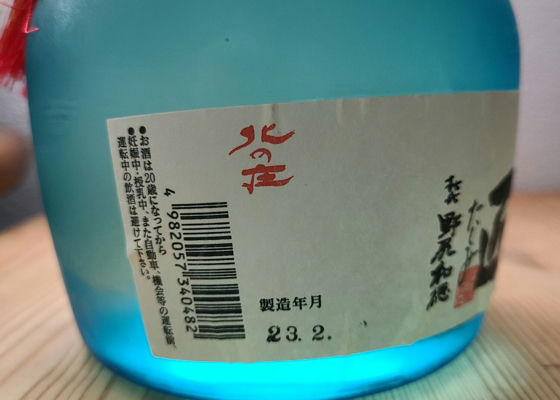 北の庄
●お酒は20歳になってから
●妊娠中・授乳中、また自動車、機会等の運転前、
運転中の飲酒は避けて下さい。
4 982057 340482
製造年月
23.2.
野尻和穂